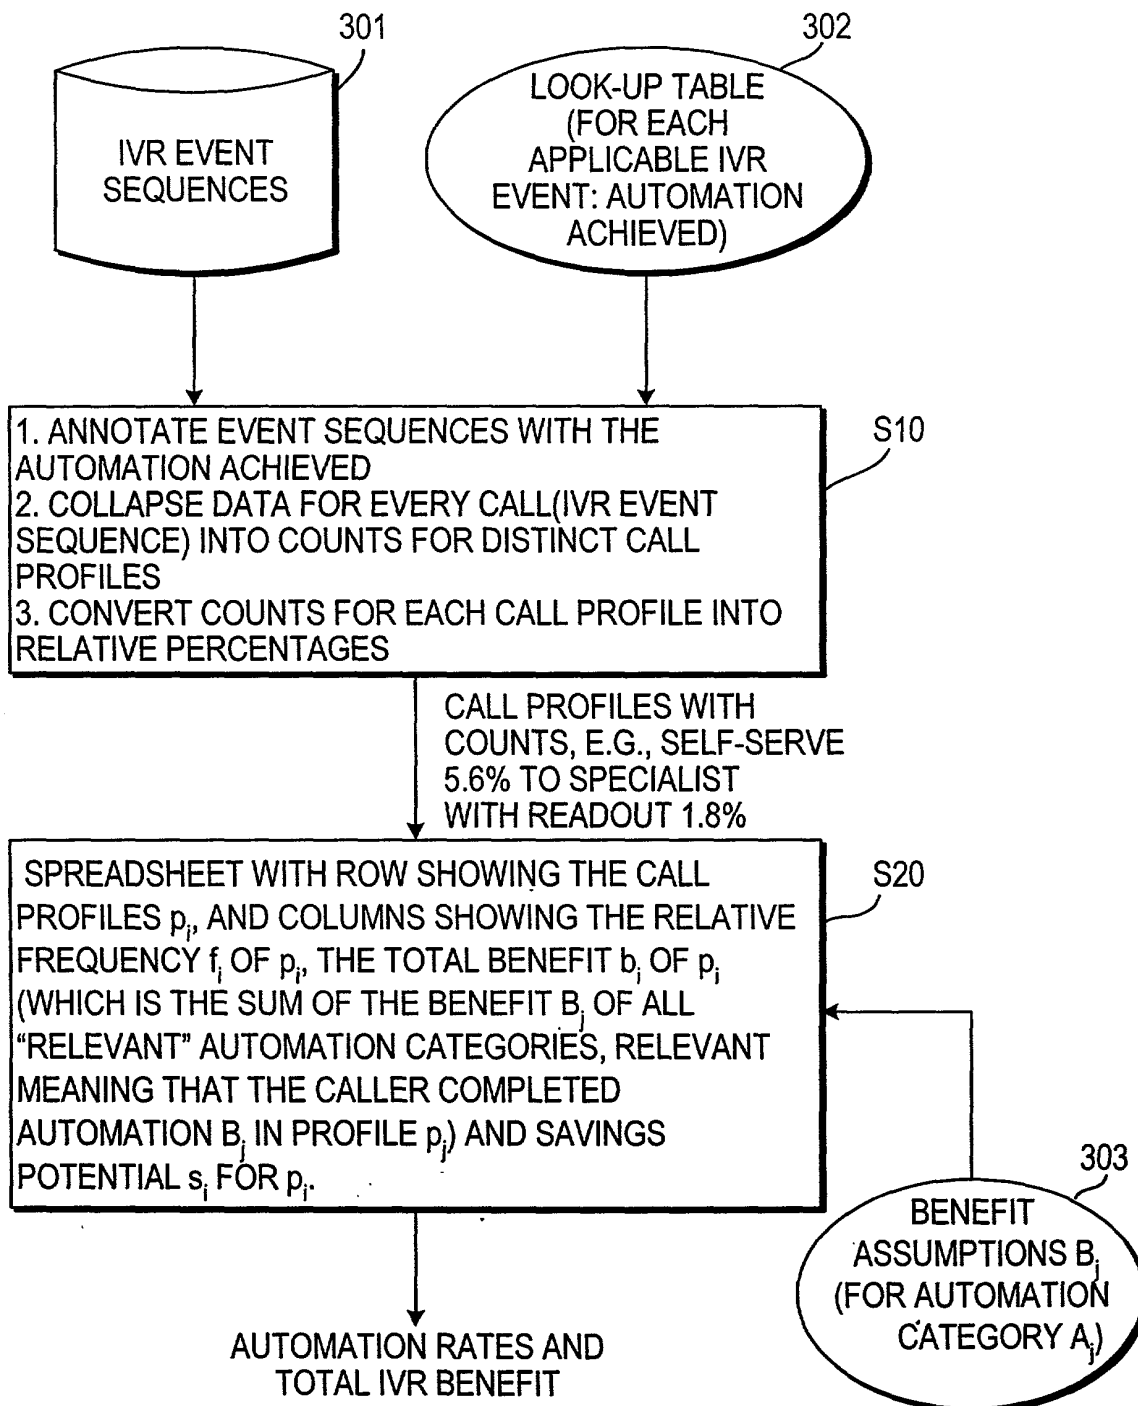 301
302
IVR EVENT
SEQUENCES
LOOK-UP TABLE
(FOR EACH
APPLICABLE IVR
EVENT: AUTOMATION
ACHIEVED)
1. ANNOTATE EVENT SEQUENCES WITH THE
AUTOMATION ACHIEVED
2. COLLAPSE DATA FOR EVERY CALL(IVR EVENT
SEQUENCE) INTO COUNTS FOR DISTINCT CALL
PROFILES
3. CONVERT COUNTS FOR EACH CALL PROFILE INTO
RELATIVE PERCENTAGES
S10
CALL PROFILES WITH
COUNTS, E.G., SELF-SERVE
5.6% TO SPECIALIST
WITH READOUT 1.8%
SPREADSHEET WITH ROW SHOWING THE CALL
PROFILES pᵢ, AND COLUMNS SHOWING THE RELATIVE
FREQUENCY fᵢ OF pᵢ, THE TOTAL BENEFIT bᵢ OF pᵢ
(WHICH IS THE SUM OF THE BENEFIT Bⱼ OF ALL
“RELEVANT” AUTOMATION CATEGORIES, RELEVANT
MEANING THAT THE CALLER COMPLETED
AUTOMATION Bⱼ IN PROFILE pⱼ) AND SAVINGS
POTENTIAL sᵢ FOR pᵢ.
S20
303
BENEFIT
ASSUMPTIONS Bⱼ
(FOR AUTOMATION
CATEGORY Aⱼ)
AUTOMATION RATES AND
TOTAL IVR BENEFIT